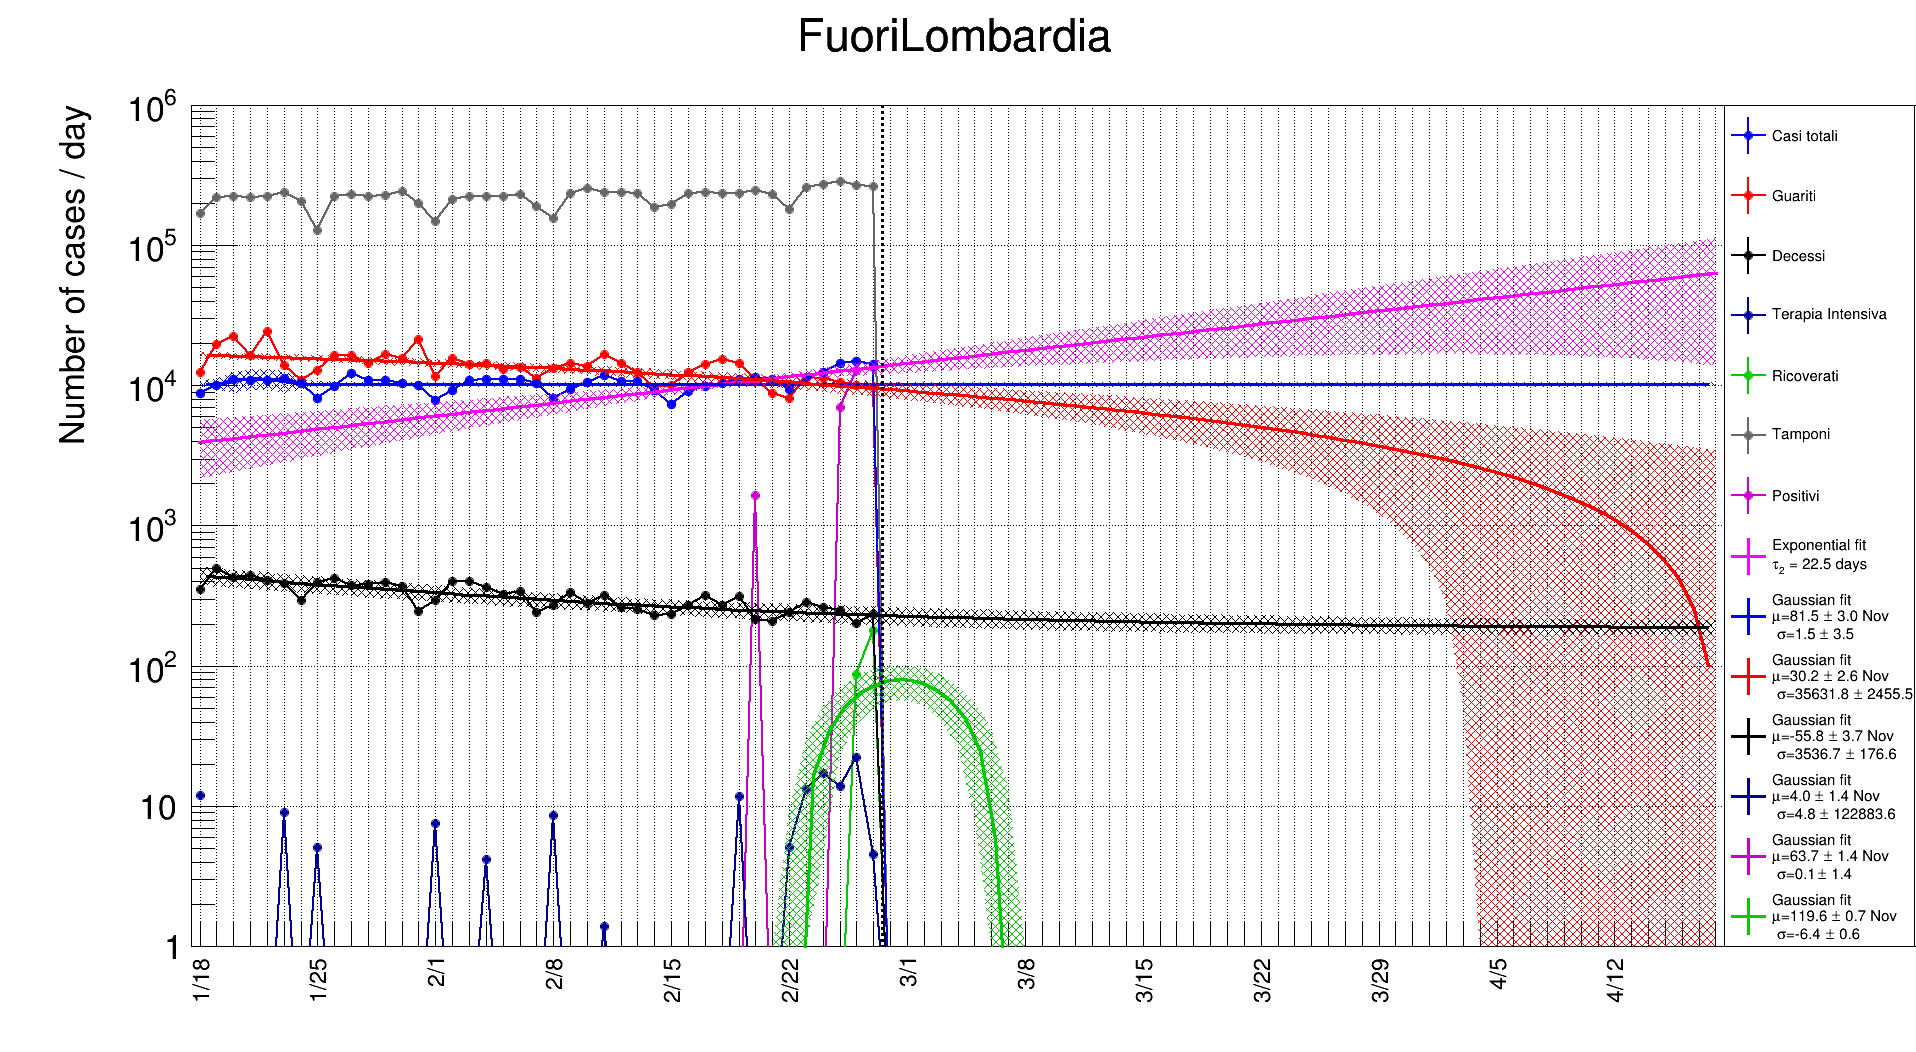 FuoriLombardia
Number of cases / day
10^6
10^5
10^4
10^3
10^2
10
1
1/18
1/25
2/1
2/8
2/15
2/22
3/1
3/8
3/15
3/22
3/29
4/5
4/12
Casi totali
Guariti
Decessi
Terapia Intensiva
Ricoverati
Tamponi
Positivi
Exponential fit
τ₂ = 22.5 days
Gaussian fit
μ=81.5 ± 3.0 Nov
σ=1.5 ± 3.5
Gaussian fit
μ=30.2 ± 2.6 Nov
σ=35631.8 ± 2455.5
Gaussian fit
μ=-55.8 ± 3.7 Nov
σ=3536.7 ± 176.6
Gaussian fit
μ=4.0 ± 1.4 Nov
σ=4.8 ± 122883.6
Gaussian fit
μ=63.7 ± 1.4 Nov
σ=0.1 ± 1.4
Gaussian fit
μ=119.6 ± 0.7 Nov
σ=-6.4 ± 0.6